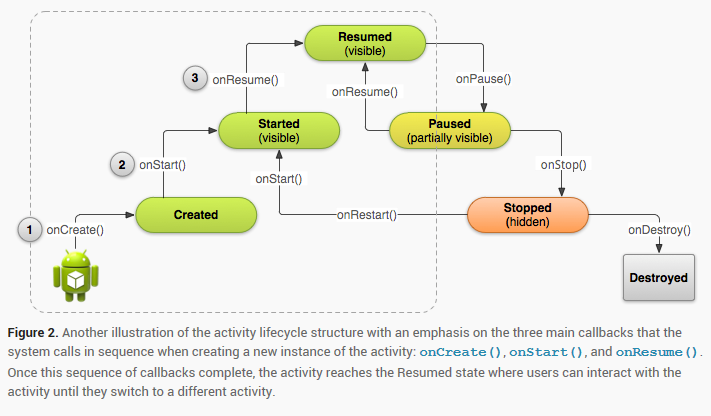 Resumed
(visible)
3
onResume()
onPause()
onResume()
Started
(visible)
Paused
(partially visible)
2
onStart()
onStop()
onStart()
Created
Stopped
(hidden)
onRestart()
1
onCreate()
onDestroy()
Destroyed
Figure 2. Another illustration of the activity lifecycle structure with an emphasis on the three main callbacks that the
system calls in sequence when creating a new instance of the activity: onCreate(), onStart(), and onResume().
Once this sequence of callbacks complete, the activity reaches the Resumed state where users can interact with the
activity until they switch to a different activity.